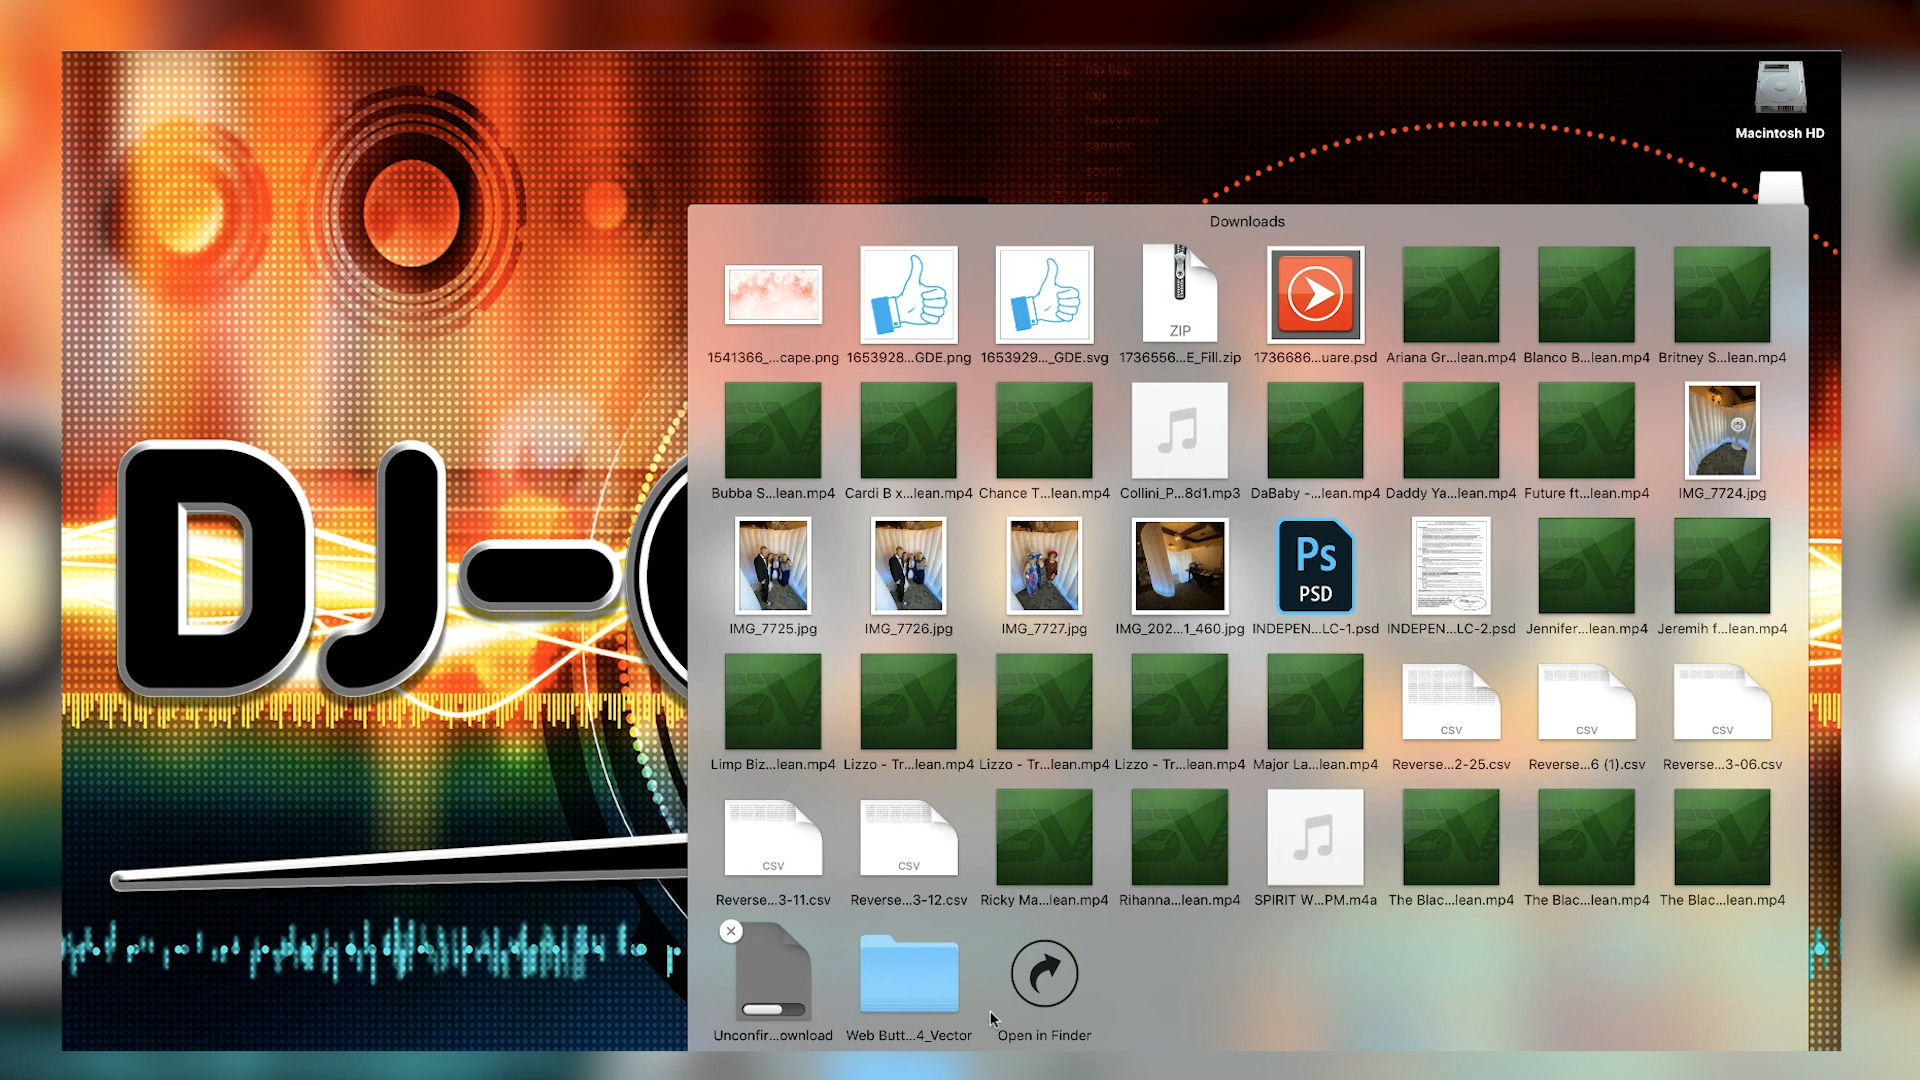 hip hop
rap
heavy metal
pop
Macintosh HD
DJ-
Downloads
ZIP
1541366_...cape.png 1653928...GDE.png 1653929..._GDE.svg 1736556...E_Fill.zip 1736686...uare.psd Ariana Gr...lean.mp4 Blanco B...lean.mp4 Britney S...lean.mp4
Bubba S...lean.mp4 Cardi B x...lean.mp4 Chance T...lean.mp4 Collini_P...8d1.mp3 DaBaby -...lean.mp4 Daddy Ya...lean.mp4 Future ft...lean.mp4 IMG_7724.jpg
Ps
PSD
IMG_7725.jpg IMG_7726.jpg IMG_7727.jpg IMG_202...1_460.jpg INDEPEN...LC-1.psd INDEPEN...LC-2.psd Jennifer...lean.mp4 Jeremih f...lean.mp4
CSV CSV CSV
Limp Biz...lean.mp4 Lizzo - Tr...lean.mp4 Lizzo - Tr...lean.mp4 Lizzo - Tr...lean.mp4 Major La...lean.mp4 Reverse...2-25.csv Reverse...6 (1).csv Reverse...3-06.csv
CSV CSV
Reverse...3-11.csv Reverse...3-12.csv Ricky Ma...lean.mp4 Rihanna...lean.mp4 SPIRIT W...PM.m4a The Blac...lean.mp4 The Blac...lean.mp4 The Blac...lean.mp4
Unconfir...ownload Web Butt...4_Vector Open in Finder